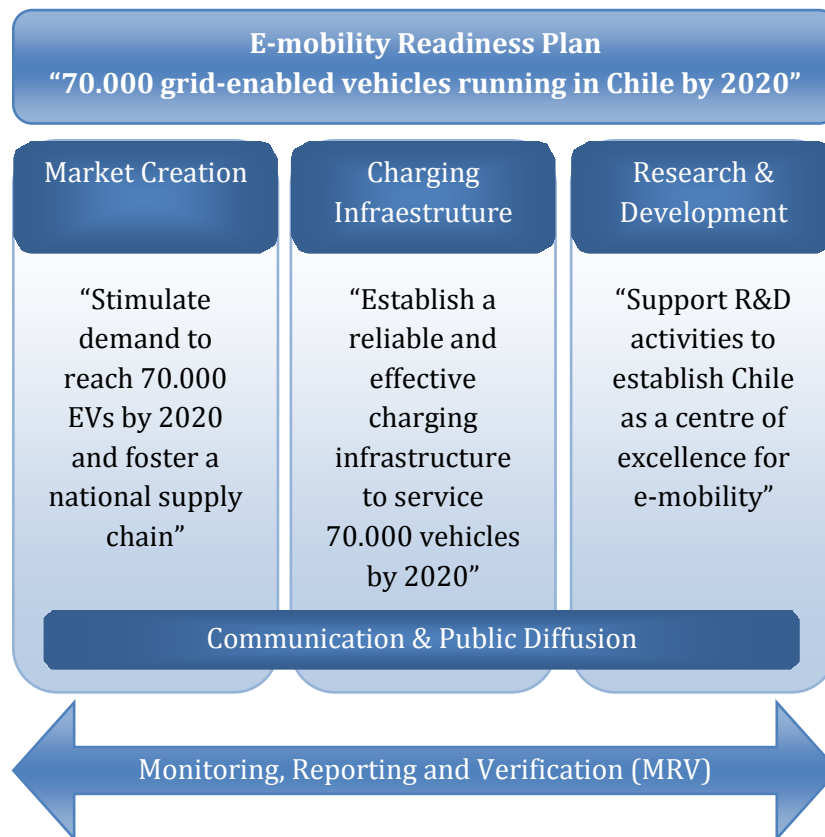 E-mobility Readiness Plan
“70.000 grid-enabled vehicles running in Chile by 2020”
Market Creation
“Stimulate
demand to
reach 70.000
EVs by 2020
and foster a
national supply
chain”
Charging
Infraestruture
“Establish a
reliable and
effective
charging
infrastructure
to service
70.000 vehicles
by 2020”
Research &
Development
“Support R&D
activities to
establish Chile
as a centre of
excellence for
e-mobility”
Communication & Public Diffusion
Monitoring, Reporting and Verification (MRV)